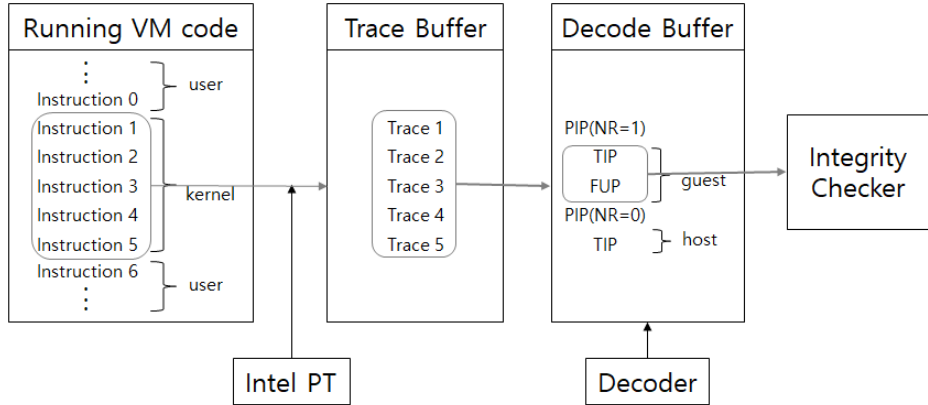 Running VM code
Trace Buffer
Decode Buffer
⋮
Instruction 0
user
Instruction 1
Instruction 2
Instruction 3
Instruction 4
Instruction 5
kernel
Instruction 6
⋮
user
Trace 1
Trace 2
Trace 3
Trace 4
Trace 5
PIP(NR=1)
TIP
FUP
guest
PIP(NR=0)
TIP
host
Integrity
Checker
Intel PT
Decoder